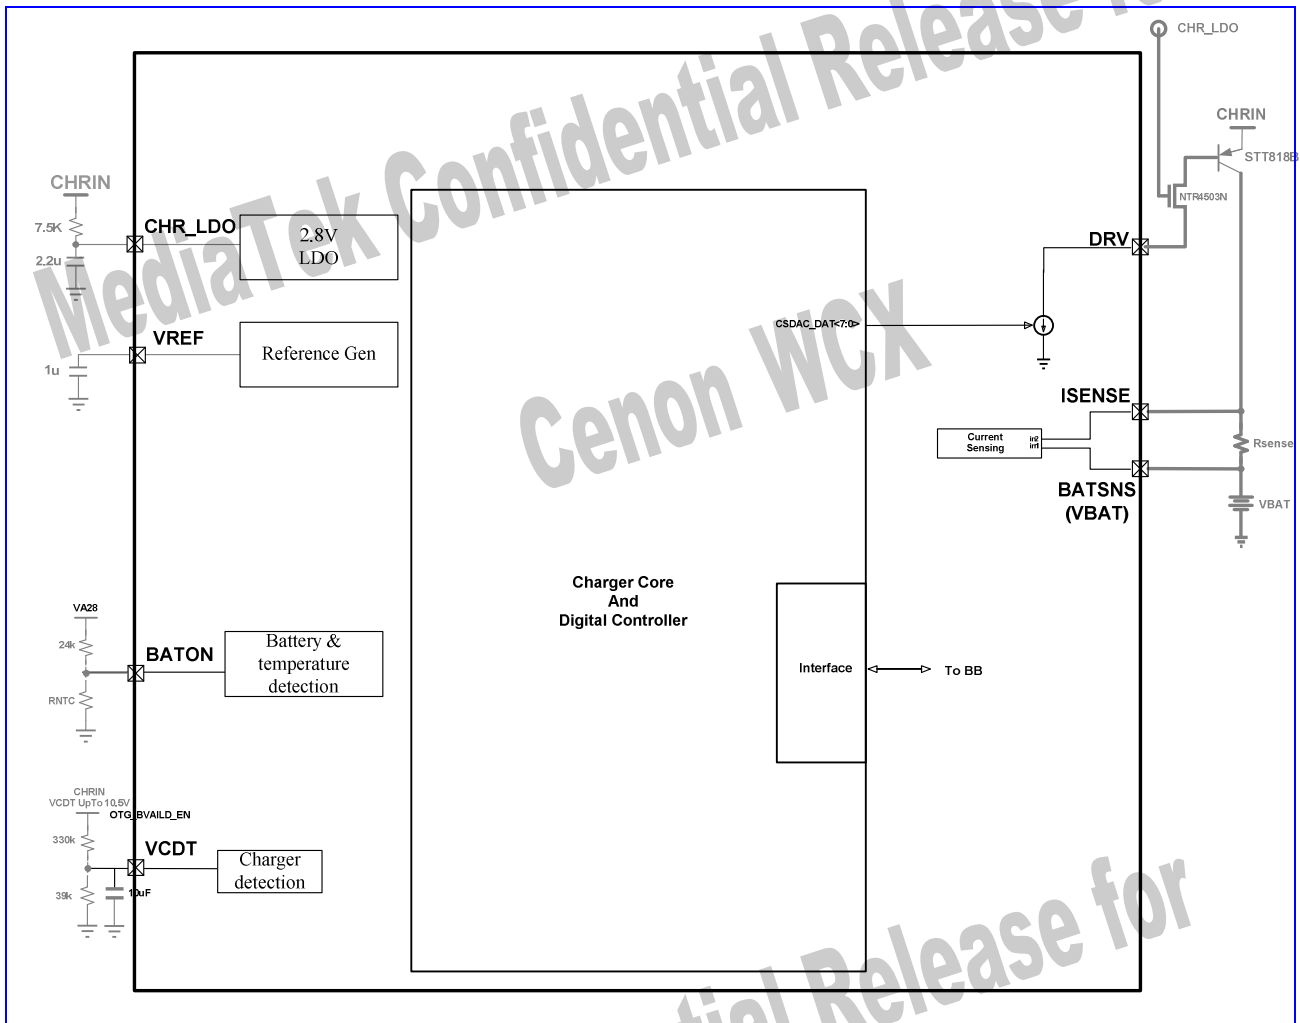 MediaTek Confidential Release for
CHR_LDO
CHRIN
STT818B
NTR4503N
CHRIN
7.5K
CHR_LDO
2.2u
2.8V
LDO
DRV
VREF
1u
Reference Gen
CSDAC_DAT<7:0>
Cenon WCX
ISENSE
Current
Sensing
in2
in1
Rsense
BATSNS
(VBAT)
VBAT
Charger Core
And
Digital Controller
VA28
24k
BATON
RNTC
Battery &
temperature
detection
Interface
To BB
CHRIN
VCDT UpTo 10.5V
OTG_BVAILD_EN
330k
VCDT
39k
10uF
Charger
detection
ential Release for